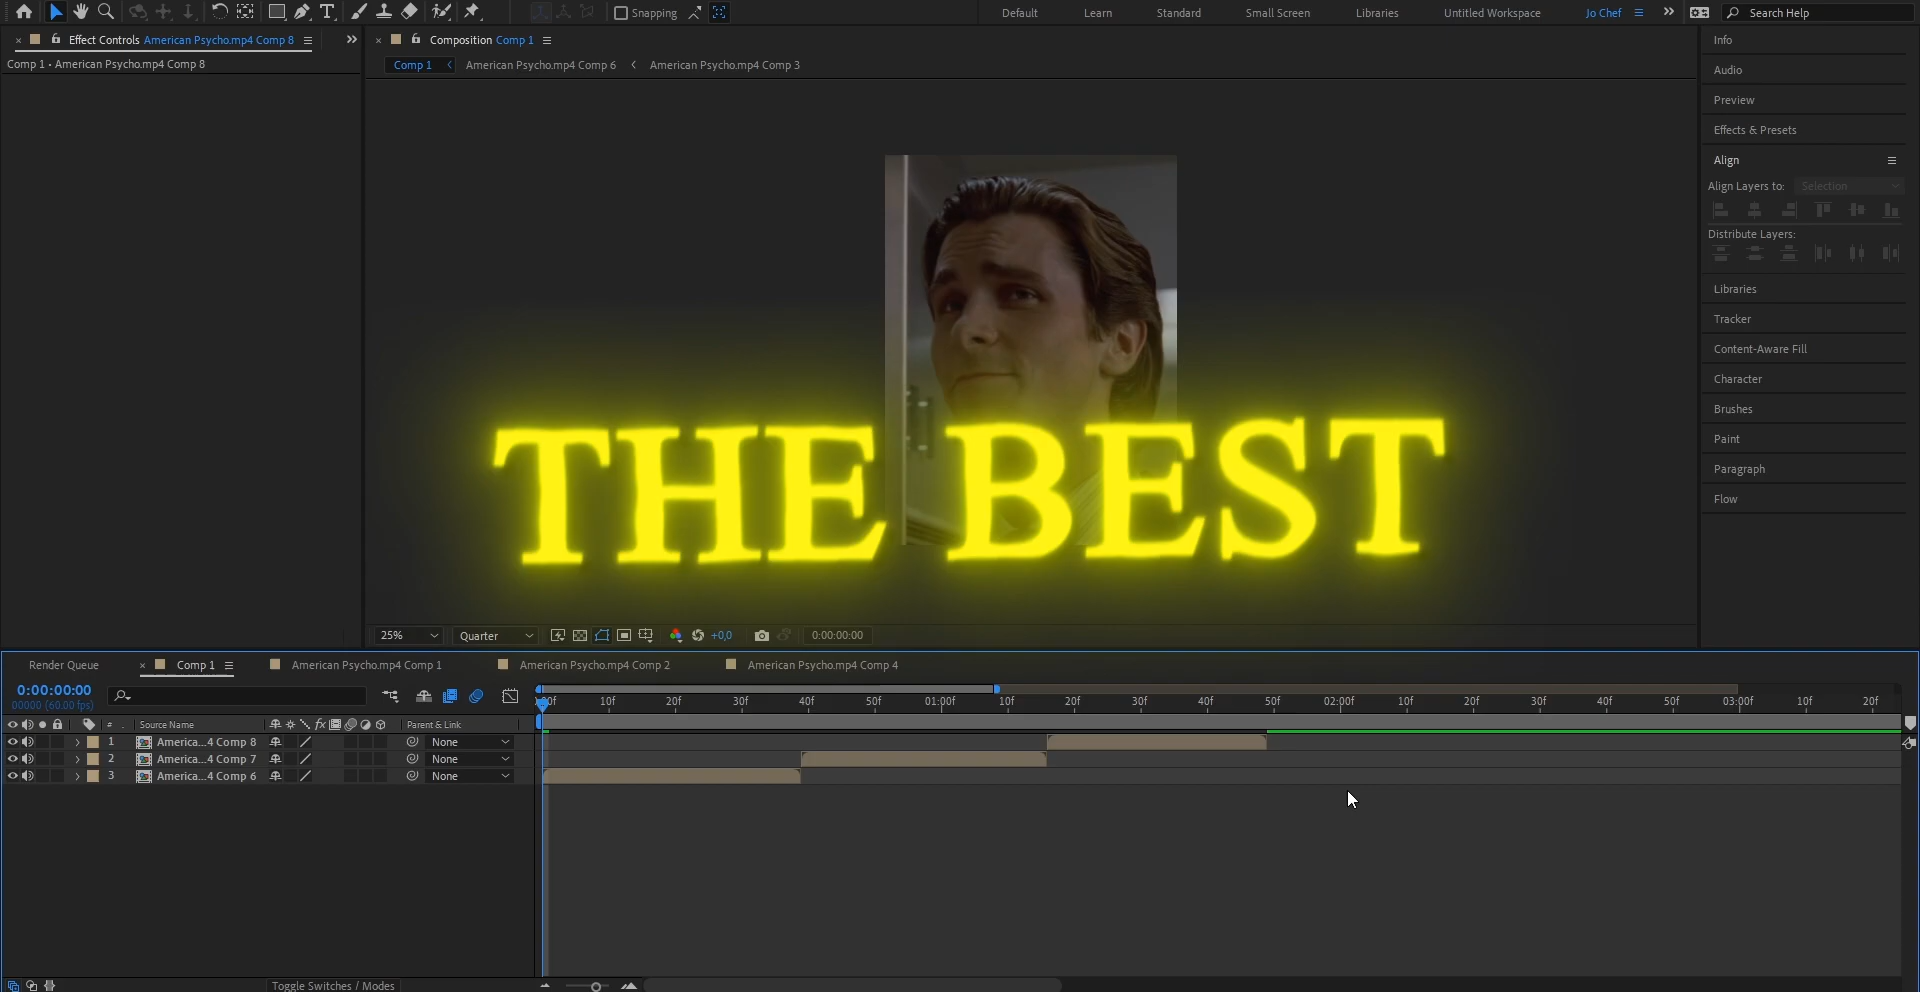 Snapping
Default
Learn
Standard
Small Screen
Libraries
Untitled Workspace
Jo Chef
Search Help
Effect Controls American Psycho.mp4 Comp 8
Comp 1 • American Psycho.mp4 Comp 8
Composition Comp 1
Comp 1
American Psycho.mp4 Comp 6
American Psycho.mp4 Comp 3
THE BEST
25%
Quarter
+0,0
0:00:00:00
Info
Audio
Preview
Effects & Presets
Align
Align Layers to:
Selection
Distribute Layers:
Libraries
Tracker
Content-Aware Fill
Character
Brushes
Paint
Paragraph
Flow
Render Queue
Comp 1
American Psycho.mp4 Comp 1
American Psycho.mp4 Comp 2
American Psycho.mp4 Comp 4
0:00:00:00
00000 (60.00 fps)
10f 20f 30f 40f 50f 01:00f 10f 20f 30f 40f 50f 02:00f 10f 20f 30f 40f 50f 03:00f 10f 20f
# Source Name fx Parent & Link
1 America...4 Comp 8 None
2 America...4 Comp 7 None
3 America...4 Comp 6 None
Toggle Switches / Modes